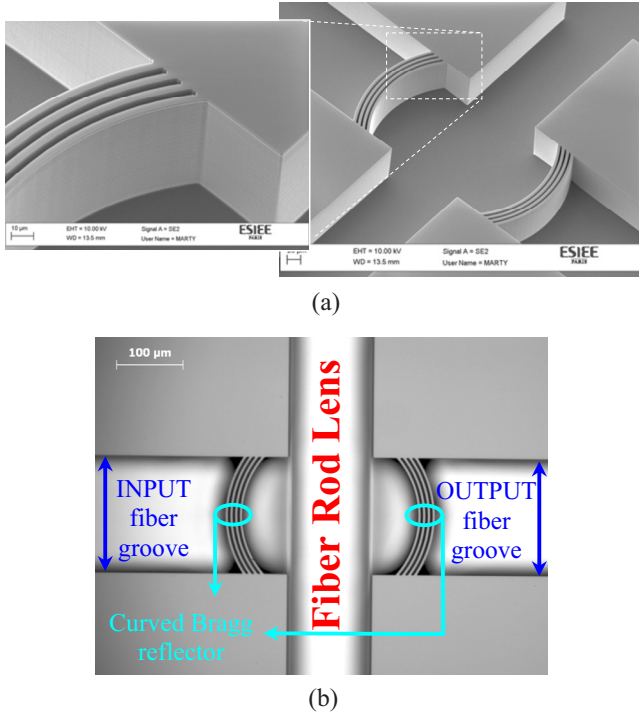 10 µm
EHT = 10.00 kV
WD = 13.5 mm
Signal A = SE2
User Name = MARTY
ESIEE
PARIS
EHT = 10.00 kV
WD = 13.5 mm
Signal A = SE2
User Name = MARTY
ESIEE
PARIS
(a)
100 µm
Fiber Rod Lens
INPUT
fiber
groove
OUTPUT
fiber
groove
Curved Bragg
reflector
(b)